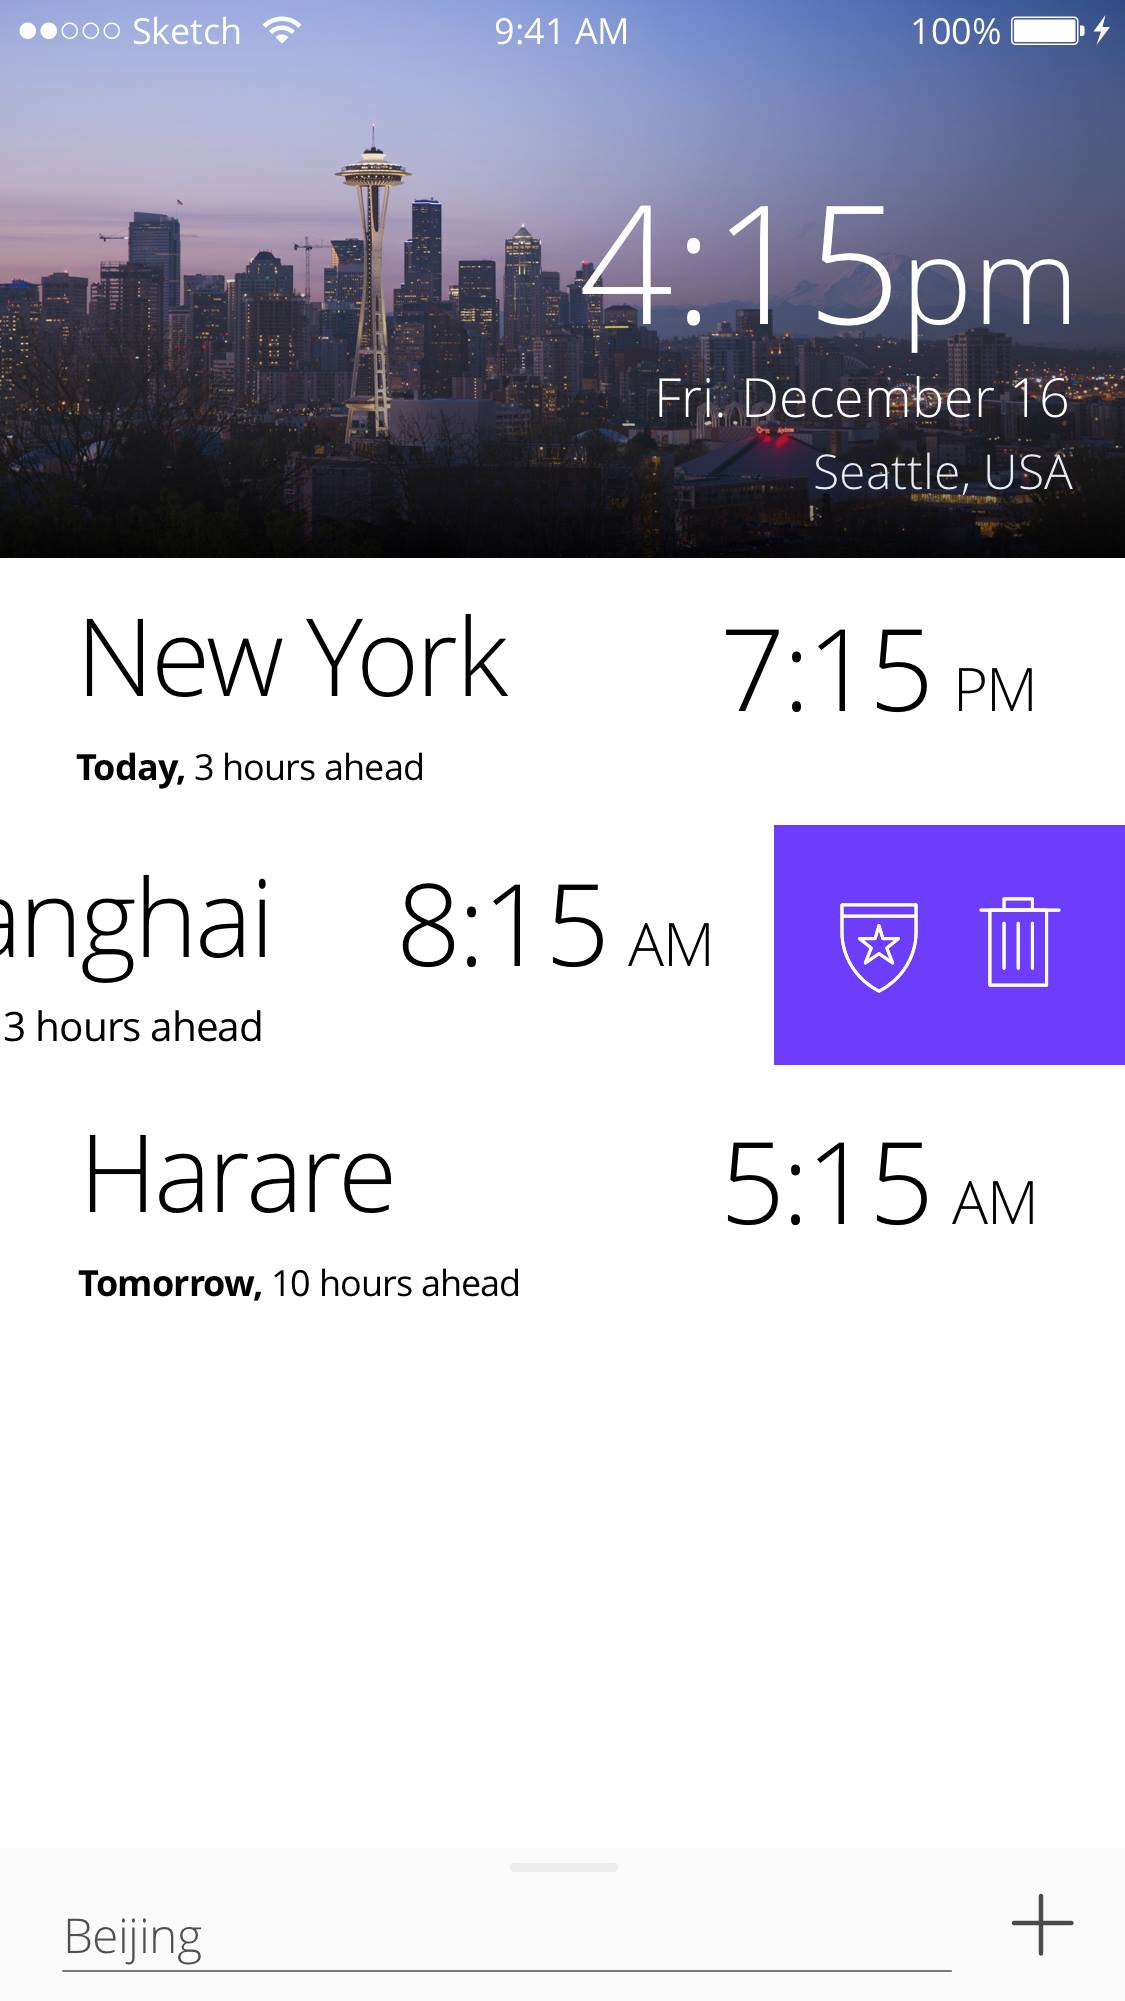 Sketch 9:41 AM 100%
4:15pm
Fri. December 16
Seattle, USA
New York 7:15 PM
Today, 3 hours ahead
anghai 8:15 AM
3 hours ahead
Harare 5:15 AM
Tomorrow, 10 hours ahead
Beijing